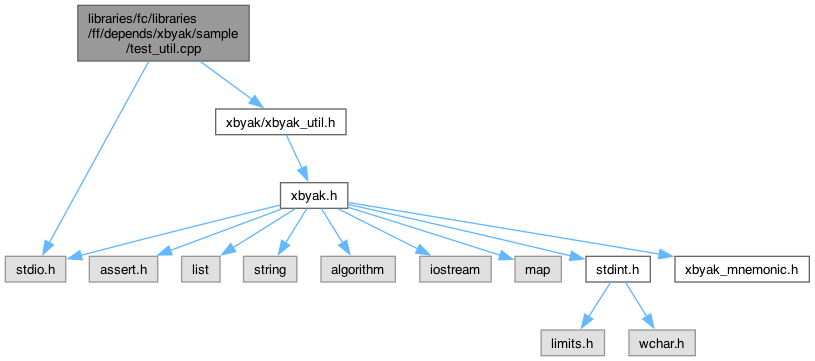 libraries/fc/libraries
/ff/depends/xbyak/sample
/test_util.cpp
xbyak/xbyak_util.h
xbyak.h
stdio.h
assert.h
list
string
algorithm
iostream
map
stdint.h
xbyak_mnemonic.h
limits.h
wchar.h